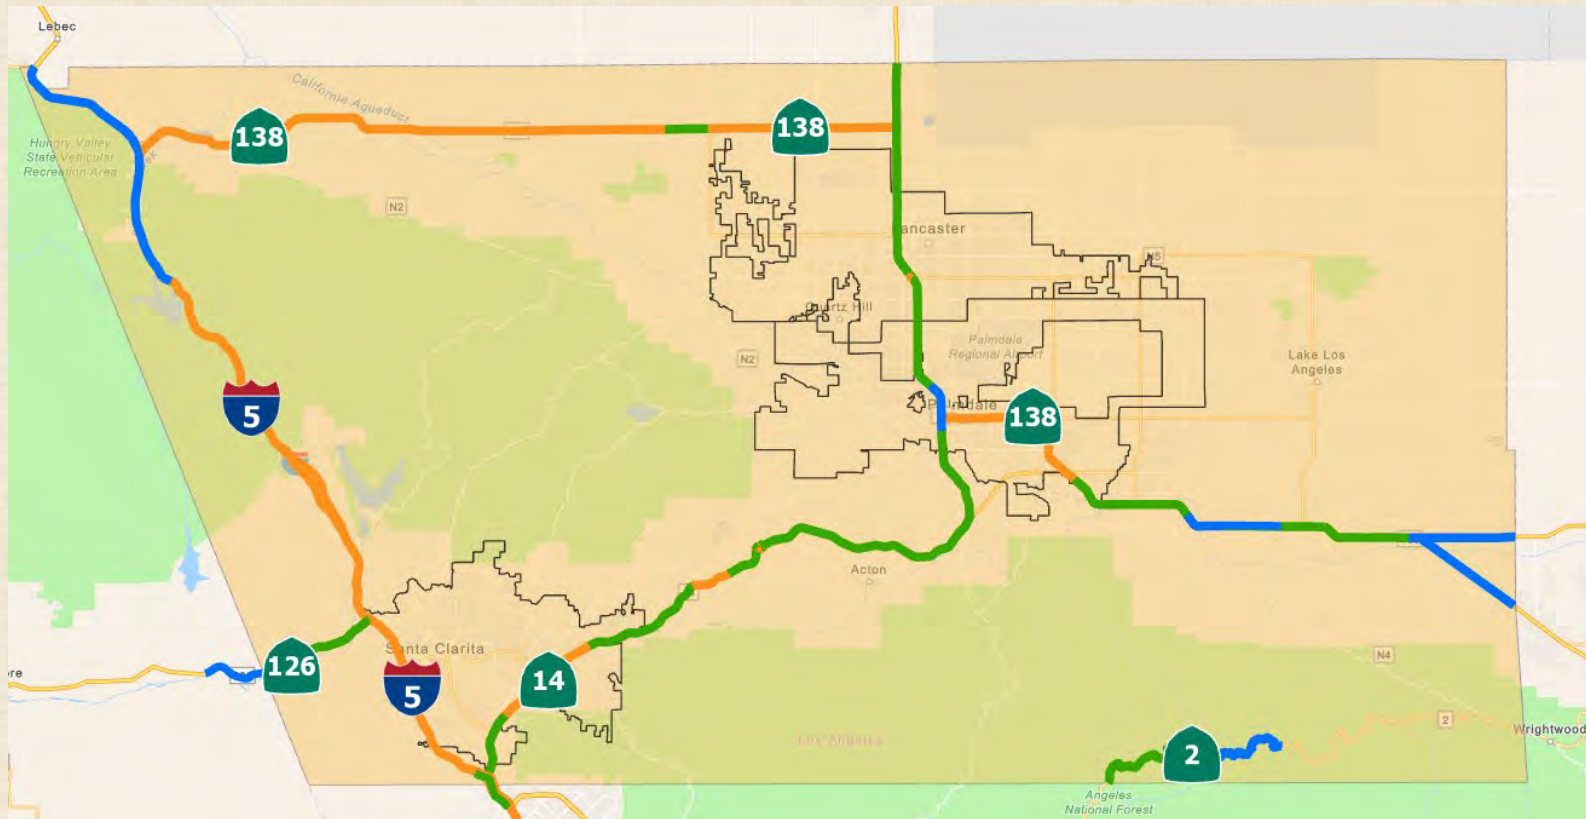 Lebec
California Aqueduct
138
138
Hungry Valley
State Vehicular
Recreation Area
N2
ancaster
N5
Quartz Hill
Palmdale
Regional Airport
N2
Lake Los
Angeles
5
Palmdale
138
Acton
126
Santa Clarita
14
5
N4
2
Wrightwood
Los Angeles
2
Angeles
National Forest
re